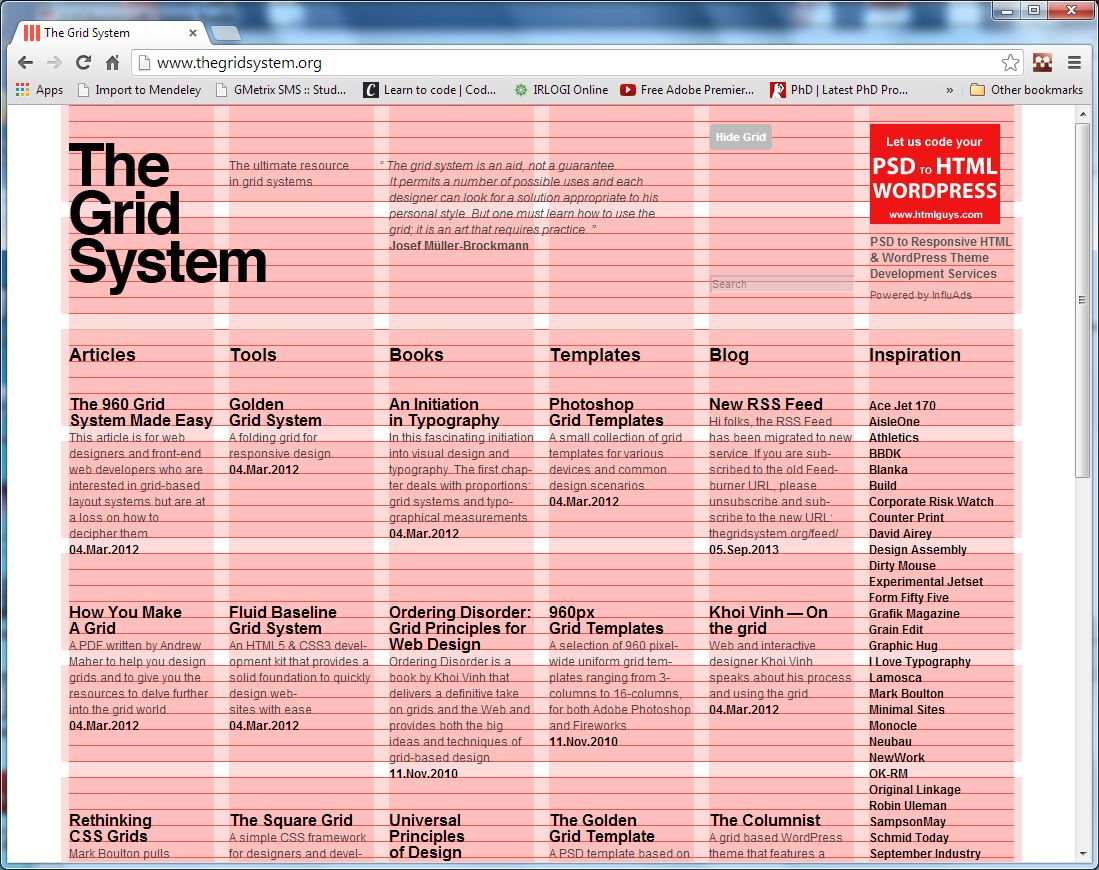 The Grid System
www.thegridsystem.org
Apps
Import to Mendeley
GMetrix SMS :: Stud...
Learn to code | Cod...
IRLOGI Online
Free Adobe Premier...
PhD | Latest PhD Pro...
»
Other bookmarks
The
Grid
System
The ultimate resource
in grid systems.
“ The grid system is an aid, not a guarantee.
It permits a number of possible uses and each
designer can look for a solution appropriate to his
personal style. But one must learn how to use the
grid; it is an art that requires practice. ”
Josef Müller-Brockmann
Hide Grid
Search
Let us code your
PSD TO HTML
WORDPRESS
www.htmlguys.com
PSD to Responsive HTML
& WordPress Theme
Development Services
Powered by InfluAds
Articles
The 960 Grid
System Made Easy
This article is for web
designers and front-end
web developers who are
interested in grid-based
layout systems but are at
a loss on how to
decipher them.
04.Mar.2012
How You Make
A Grid
A PDF written by Andrew
Maher to help you design
grids and to give you the
resources to delve further
into the grid world.
04.Mar.2012
Rethinking
CSS Grids
Mark Boulton pulls
Tools
Golden
Grid System
A folding grid for
responsive design.
04.Mar.2012
Fluid Baseline
Grid System
An HTML5 & CSS3 devel-
opment kit that provides a
solid foundation to quickly
design web-
sites with ease.
04.Mar.2012
The Square Grid
A simple CSS framework
for designers and devel-
Books
An Initiation
in Typography
In this fascinating initiation
into visual design and
typography. The first chap-
ter deals with proportions:
grid systems and typo-
graphical measurements.
04.Mar.2012
Ordering Disorder:
Grid Principles for
Web Design
Ordering Disorder is a
book by Khoi Vinh that
delivers a definitive take
on grids and the Web and
provides both the big
ideas and techniques of
grid-based design.
11.Nov.2010
Universal
Principles
of Design
Templates
Photoshop
Grid Templates
A small collection of grid
templates for various
devices and common
design scenarios.
04.Mar.2012
960px
Grid Templates
A selection of 960 pixel-
wide uniform grid tem-
plates ranging from 3-
columns to 16-columns,
for both Adobe Photoshop
and Fireworks.
11.Nov.2010
The Golden
Grid Template
A PSD template based on
Blog
New RSS Feed
Hi folks, the RSS Feed
has been migrated to new
service. If you are sub-
scribed to the old Feed-
burner URL, please
unsubscribe and sub-
scribe to the new URL:
thegridsystem.org/feed/.
05.Sep.2013
Khoi Vinh — On
the grid
Web and interactive
designer Khoi Vinh
speaks about his process
and using the grid.
04.Mar.2012
The Columnist
A grid based WordPress
theme that features a
Inspiration
Ace Jet 170
AisleOne
Athletics
BBDK
Blanka
Build
Corporate Risk Watch
Counter Print
David Airey
Design Assembly
Dirty Mouse
Experimental Jetset
Form Fifty Five
Grafik Magazine
Grain Edit
Graphic Hug
I Love Typography
Lamosca
Mark Boulton
Minimal Sites
Monocle
Neubau
NewWork
OK-RM
Original Linkage
Robin Uleman
SampsonMay
Schmid Today
September Industry